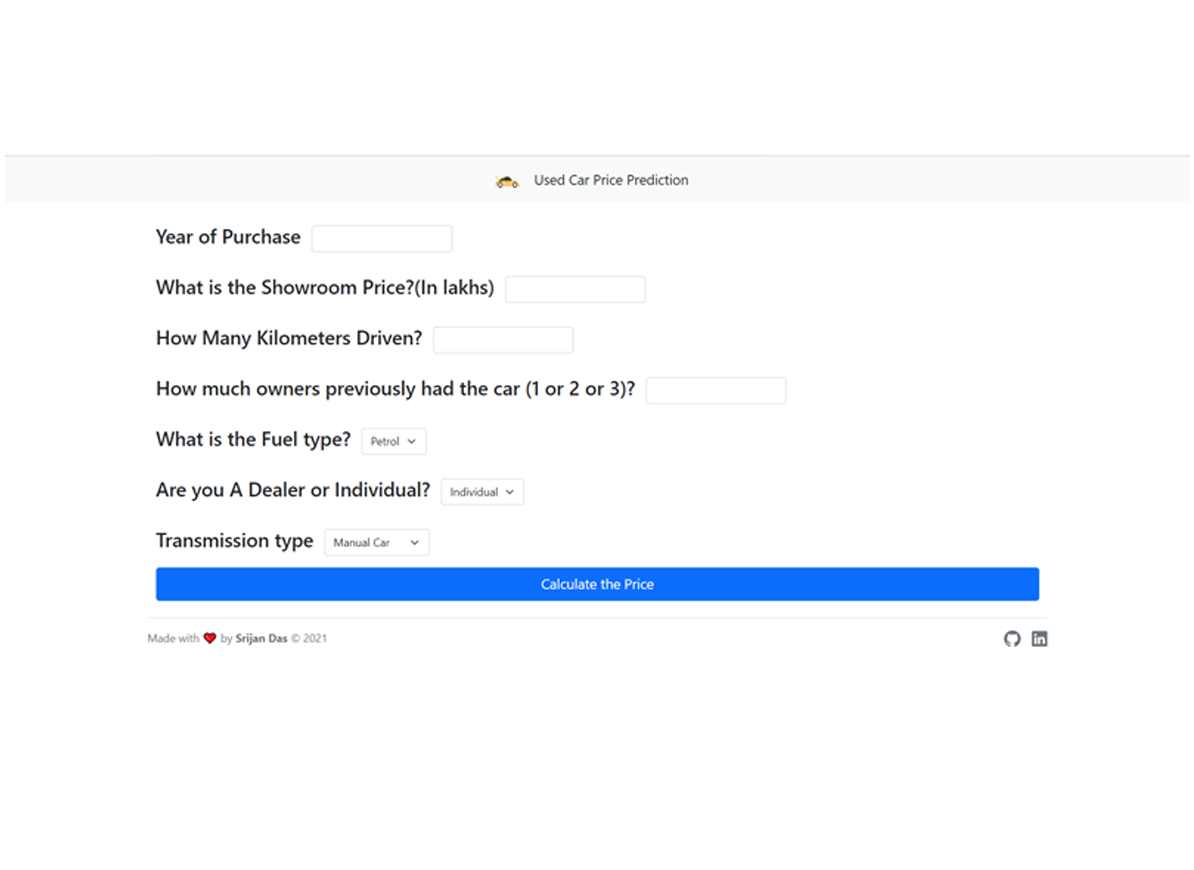 Used Car Price Prediction
Year of Purchase
What is the Showroom Price?(In lakhs)
How Many Kilometers Driven?
How much owners previously had the car (1 or 2 or 3)?
What is the Fuel type? Petrol
Are you A Dealer or Individual? Individual
Transmission type Manual Car
Calculate the Price
Made with ❤ by Srijan Das © 2021
in